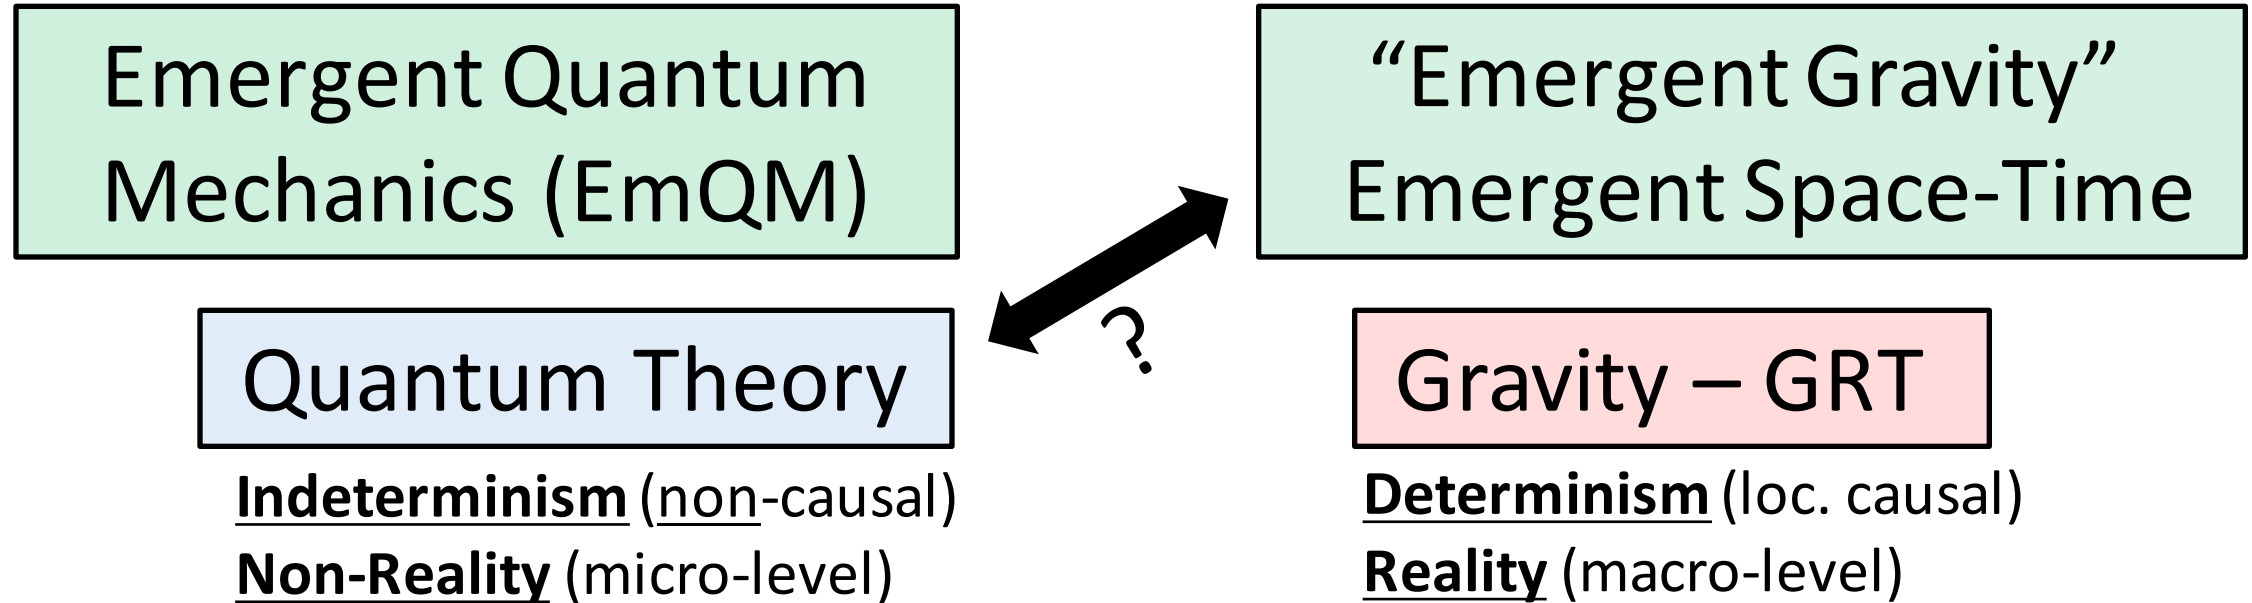 Emergent Quantum
Mechanics (EmQM)
“Emergent Gravity”
Emergent Space-Time
?
Quantum Theory
Gravity – GRT
Indeterminism (non-causal)
Non-Reality (micro-level)
Determinism (loc. causal)
Reality (macro-level)